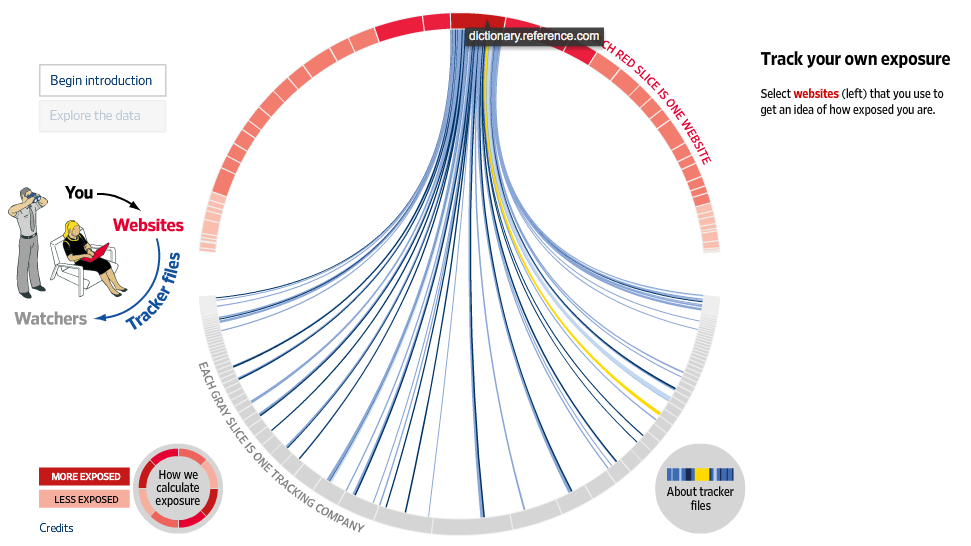 dictionary.reference.com
CH RED SLICE IS ONE WEBSITE
Track your own exposure
Select websites (left) that you use to
get an idea of how exposed you are.
Begin introduction
Explore the data
You
Websites
Tracker files
Watchers
EACH GRAY SLICE IS ONE TRACKING COMPANY
MORE EXPOSED
LESS EXPOSED
How we
calculate
exposure
Credits
About tracker
files